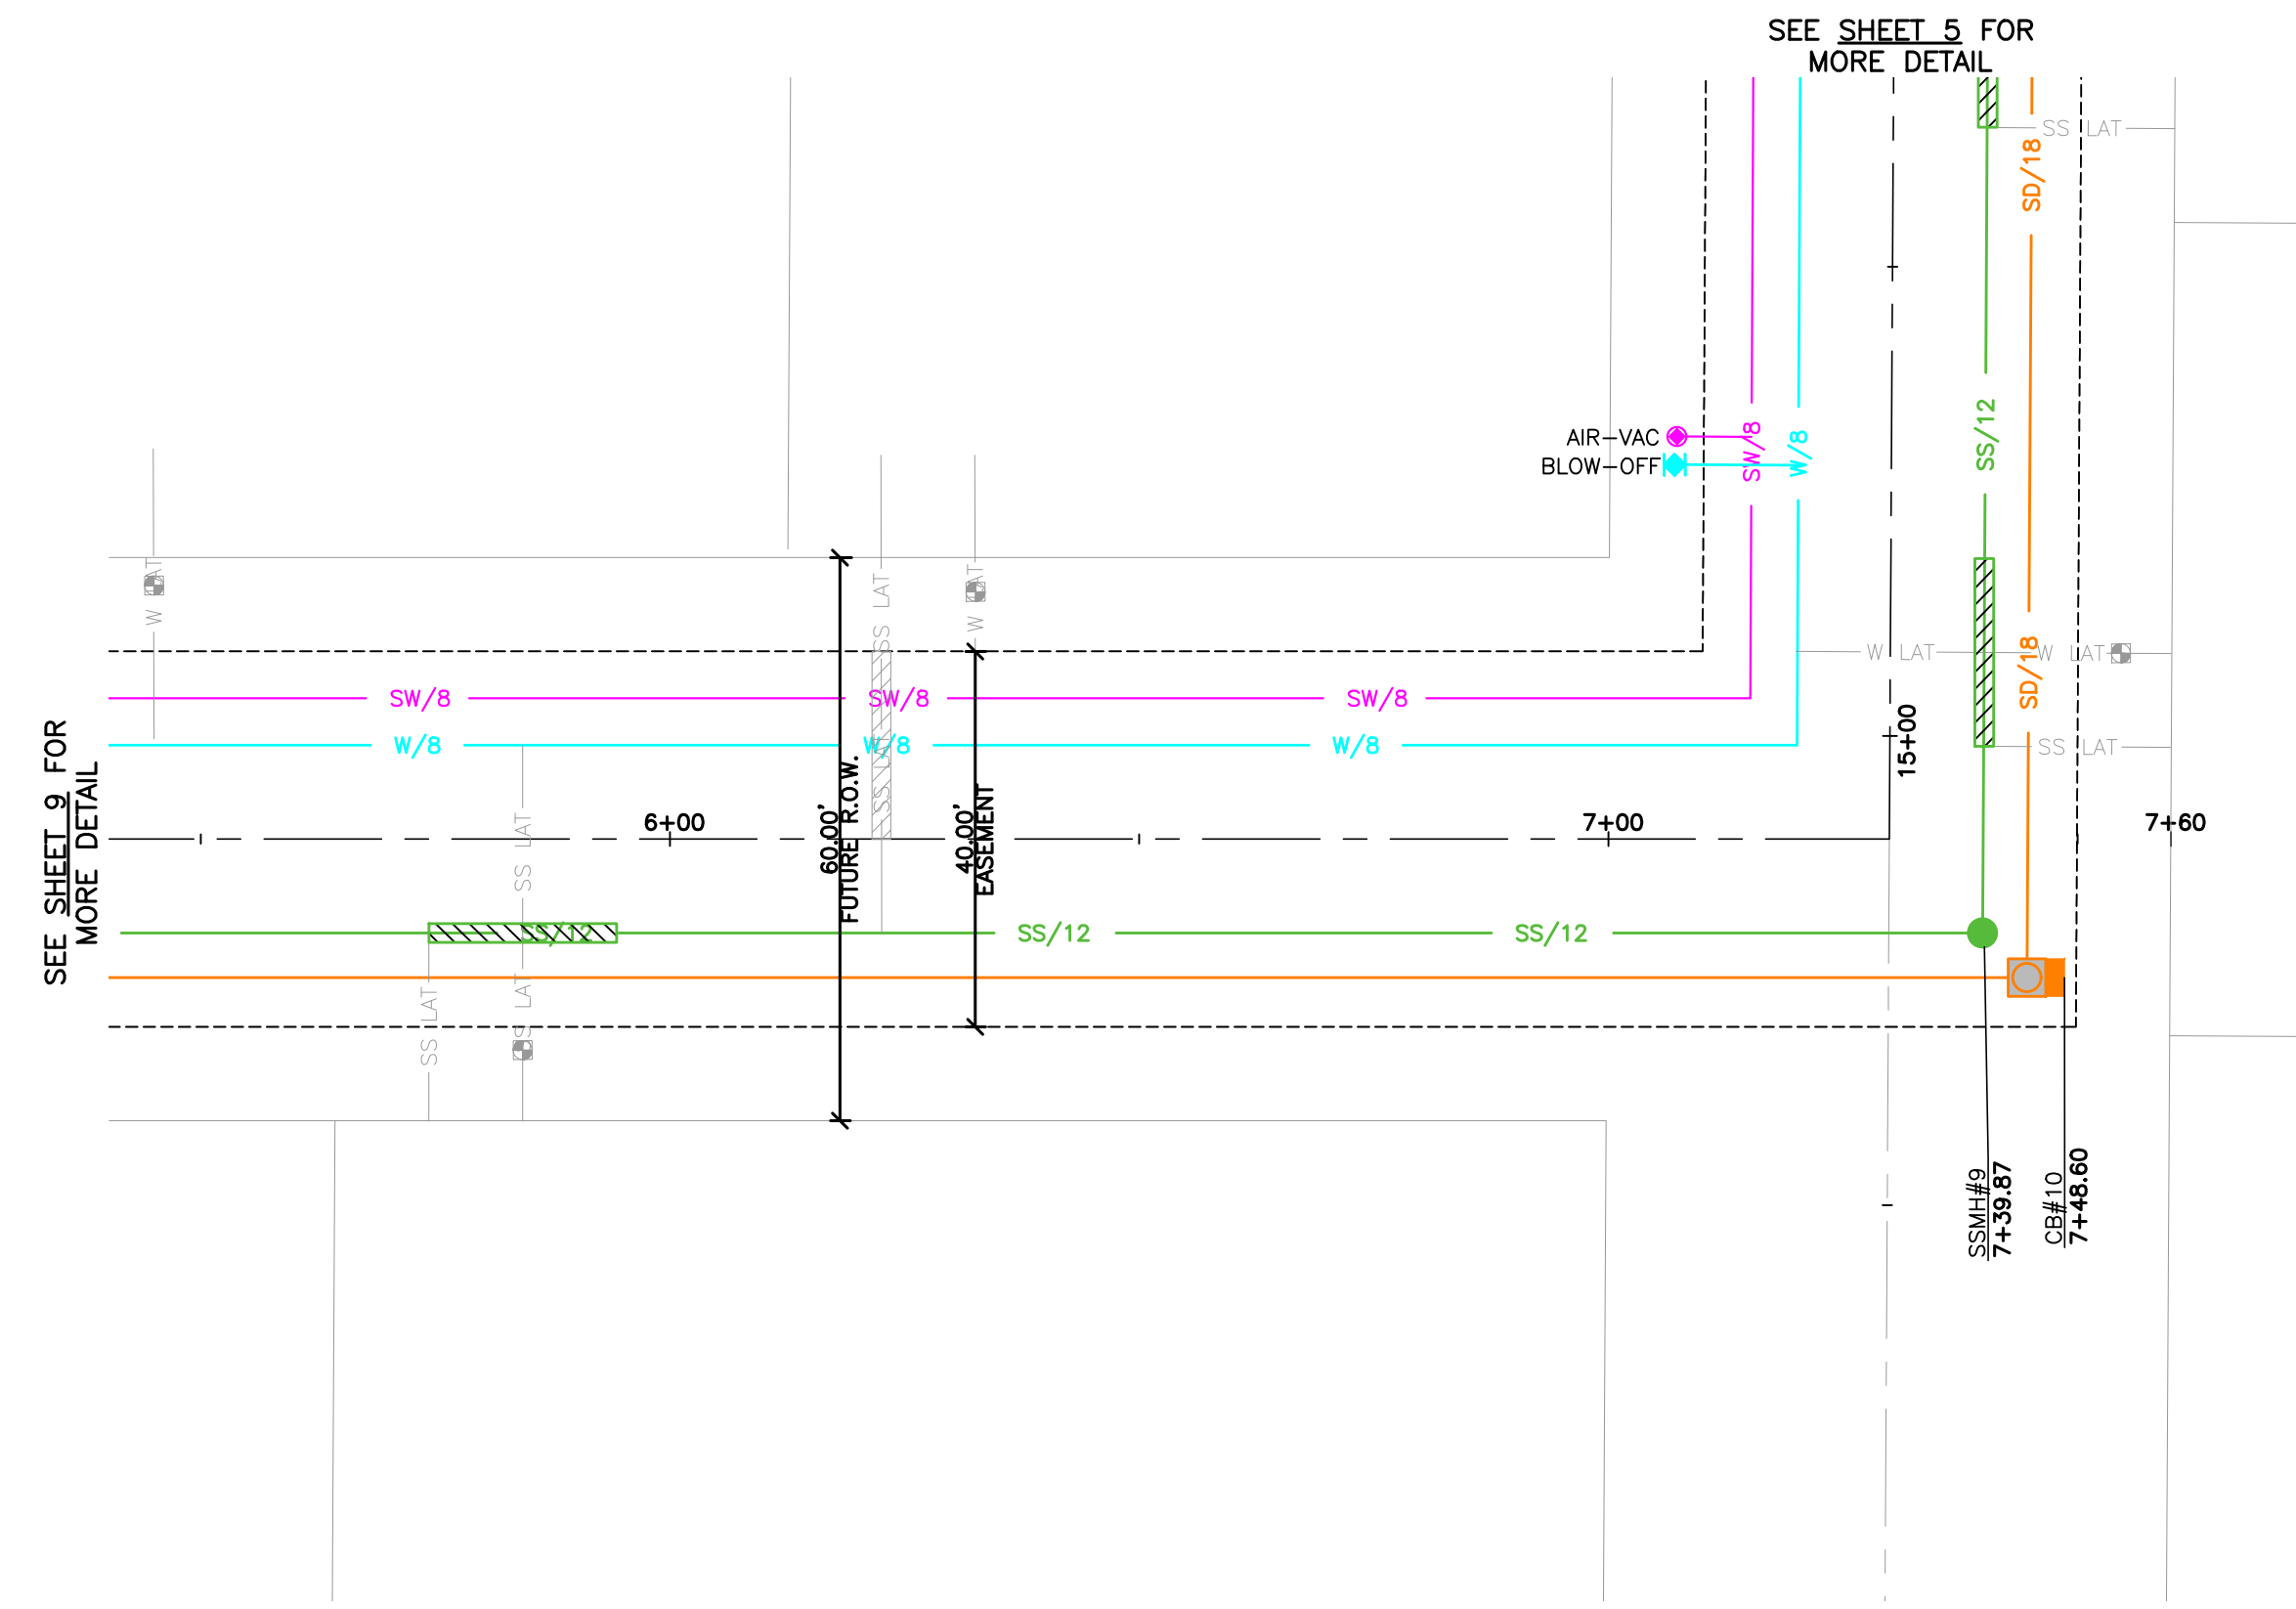 SEE SHEET 5 FOR
MORE DETAIL
SS LAT
SD/18
SS/12
AIR-VAC
BLOW-OFF
SW/8
W/8
W LAT
SS LAT
W LAT
SS LAT
W LAT
W LAT
SD/18
SW/8
SW/8
SW/8
W/8
W/8
W/8
SS LAT
SS LAT
15+00
SEE SHEET 9 FOR
MORE DETAIL
6+00
60.00'
FUTURE R.O.W.
40.00'
EASEMENT
7+00
7+60
SS LAT
SS/12
SS/12
SS/12
SS LAT
SS LAT
SSMH#9
7+39.87
CB#10
7+48.60